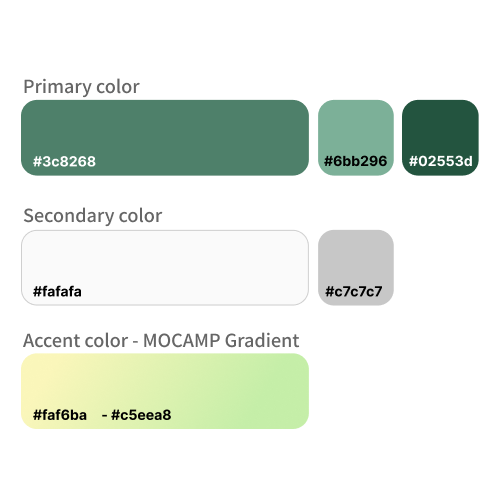 Primary color
#3c8268 #6bb296 #02553d
Secondary color
#fafafa #c7c7c7
Accent color - MOCAMP Gradient
#faf6ba - #c5eea8